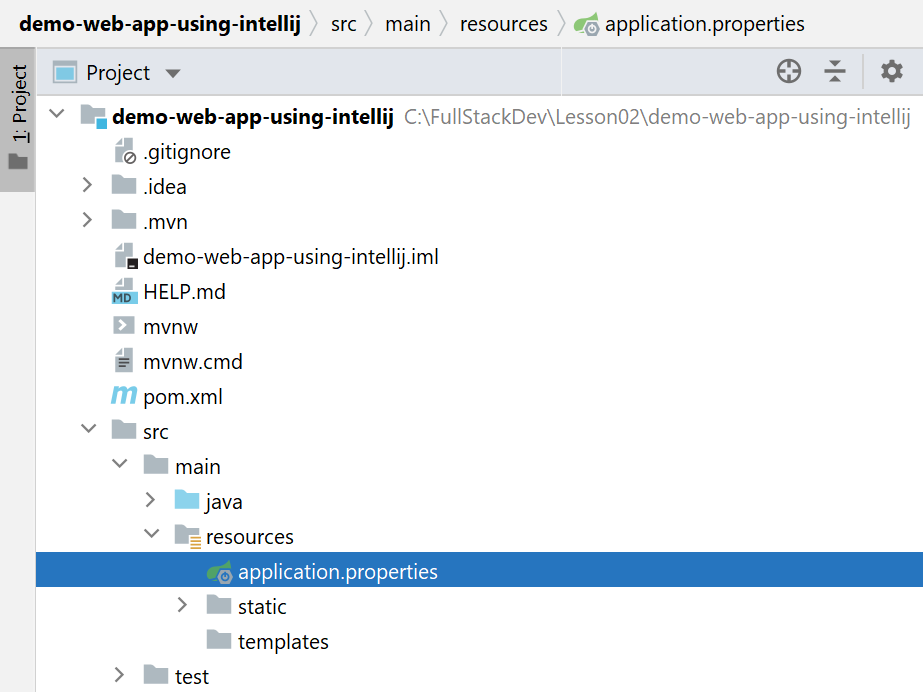 demo-web-app-using-intellij src main resources application.properties
1: Project
Project
demo-web-app-using-intellij C:\FullStackDev\Lesson02\demo-web-app-using-intellij
.gitignore
.idea
.mvn
demo-web-app-using-intellij.iml
MD HELP.md
mvnw
mvnw.cmd
m pom.xml
src
main
java
resources
application.properties
static
templates
test